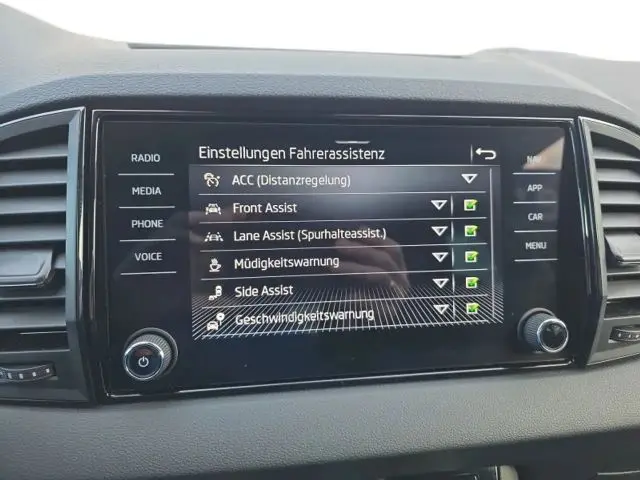 RADIO
MEDIA
PHONE
VOICE
Einstellungen Fahrerassistenz
ACC (Distanzregelung)
Front Assist
Lane Assist (Spurhalteassist.)
Müdigkeitswarnung
Side Assist
Geschwindigkeitswarnung
NAV
APP
CAR
MENU